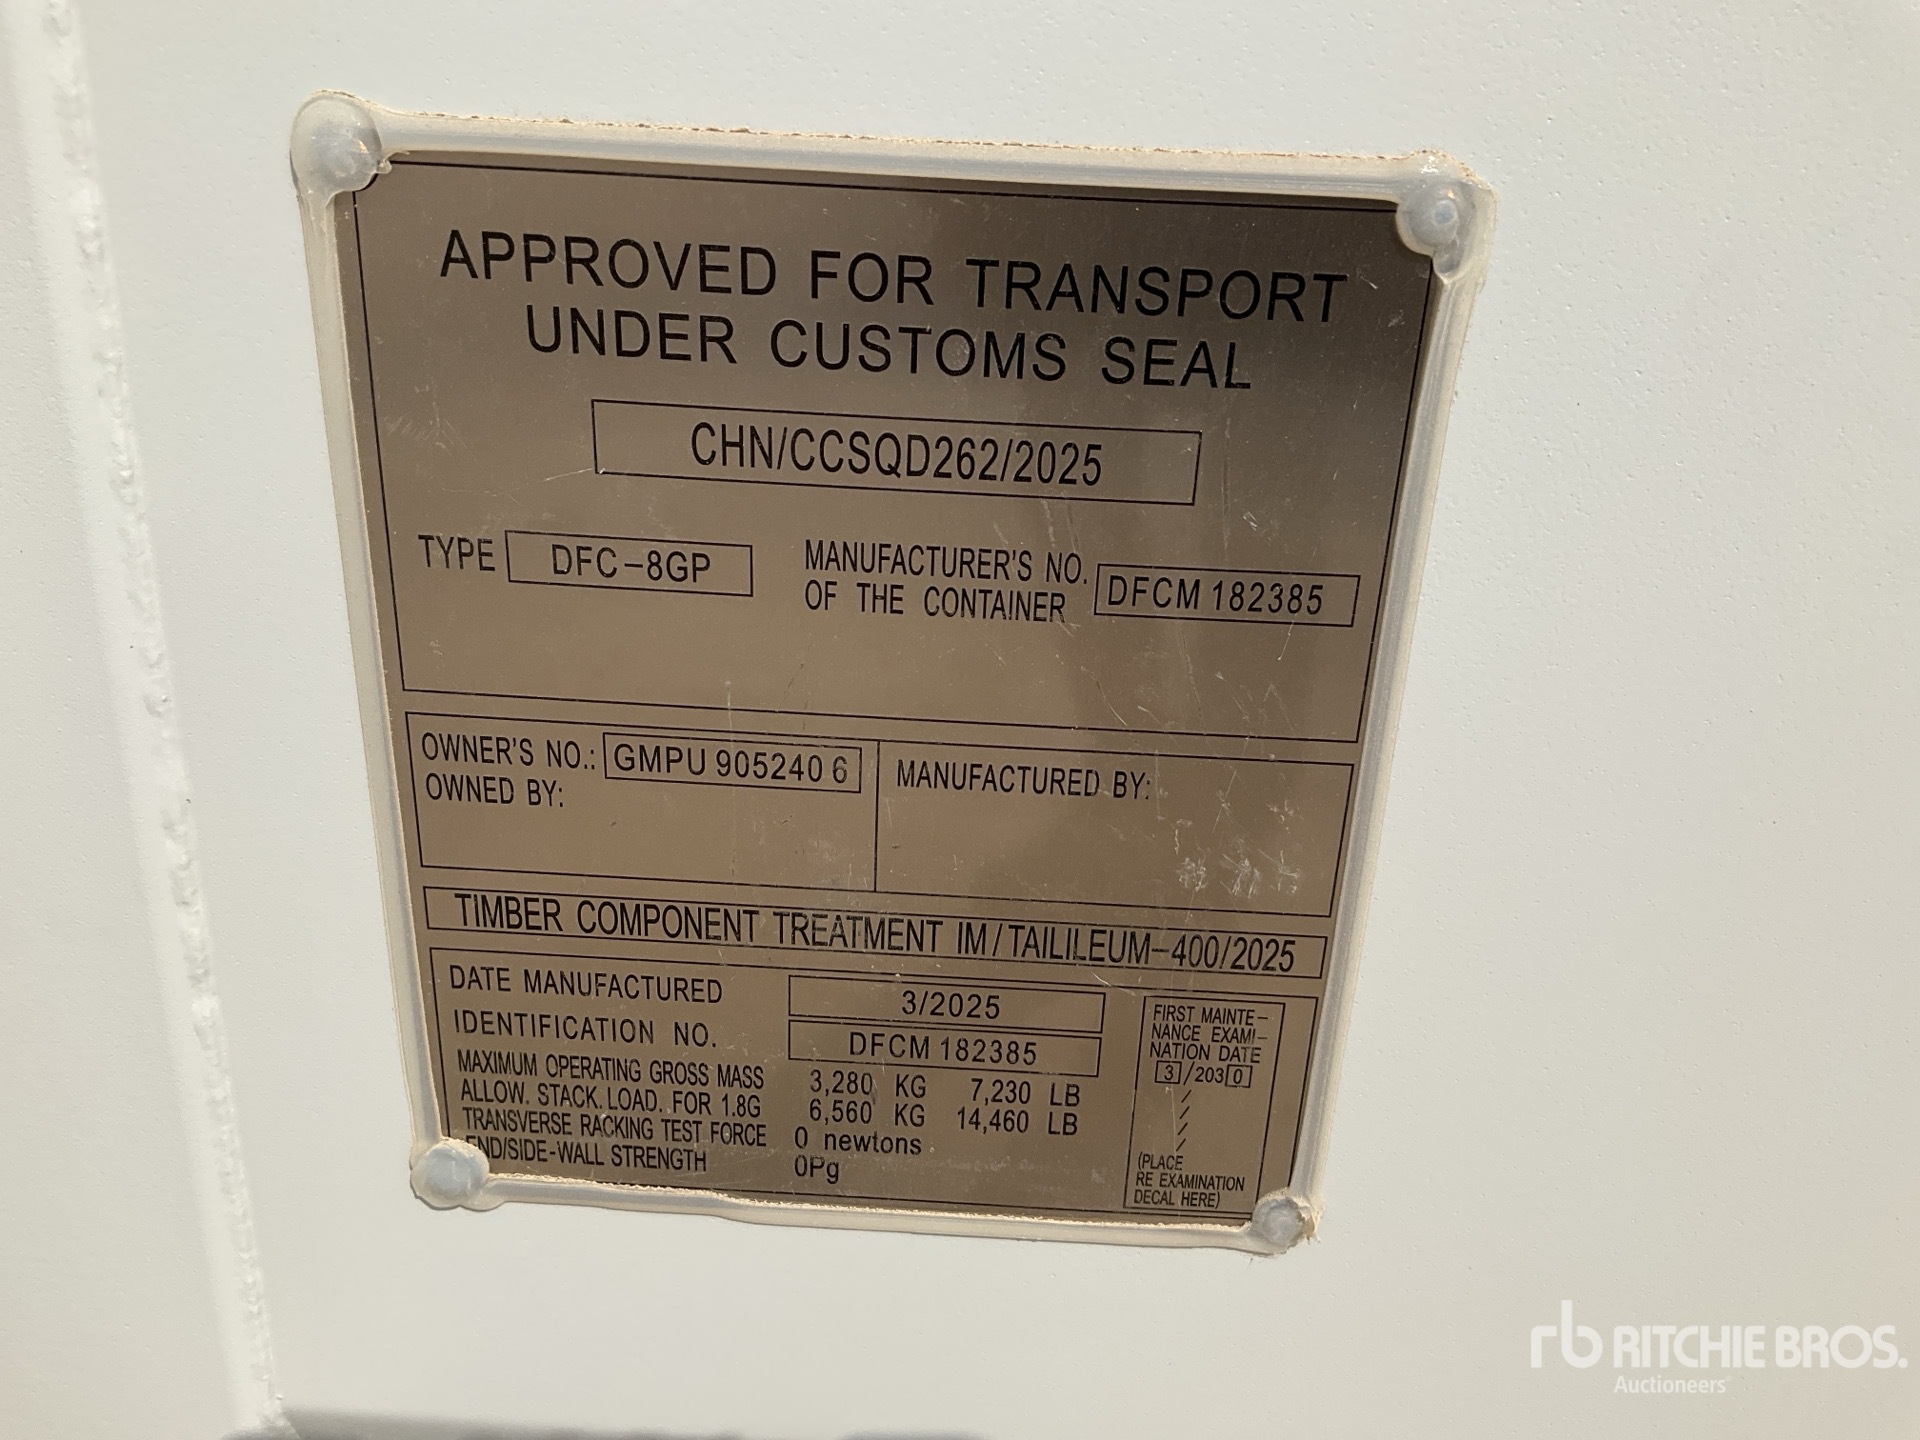 APPROVED FOR TRANSPORT
UNDER CUSTOMS SEAL
CHN/CCSQD262/2025
TYPE DFC-8GP
MANUFACTURER'S NO.
OF THE CONTAINER
DFCM 182385
OWNER'S NO.: GMPU 905240 6
OWNED BY:
MANUFACTURED BY:
TIMBER COMPONENT TREATMENT IM/TAILILEUM-400/2025
DATE MANUFACTURED 3/2025
IDENTIFICATION NO. DFCM 182385
MAXIMUM OPERATING GROSS MASS 3,280 KG 7,230 LB
ALLOW. STACK. LOAD. FOR 1.8G 6,560 KG 14,460 LB
TRANSVERSE RACKING TEST FORCE 0 newtons
END/SIDE-WALL STRENGTH 0Pg
FIRST MAINTE-
NANCE EXAMI-
NATION DATE
3/2030
/
/
/
/
(PLACE
RE EXAMINATION
DECAL HERE)
rb RITCHIE BROS.
Auctioneers